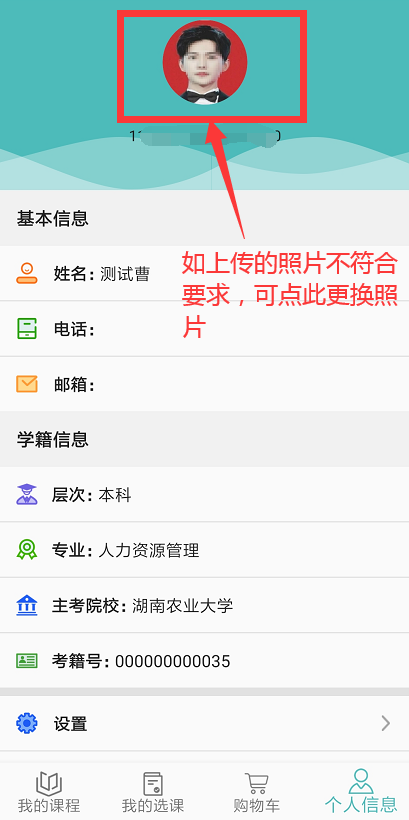 基本信息
姓名: 测试曹
如上传的照片不符合
要求，可点此更换照
片
电话:
邮箱:
学籍信息
层次: 本科
专业: 人力资源管理
主考院校: 湖南农业大学
考籍号: 000000000035
设置
我的课程
我的选课
购物车
个人信息